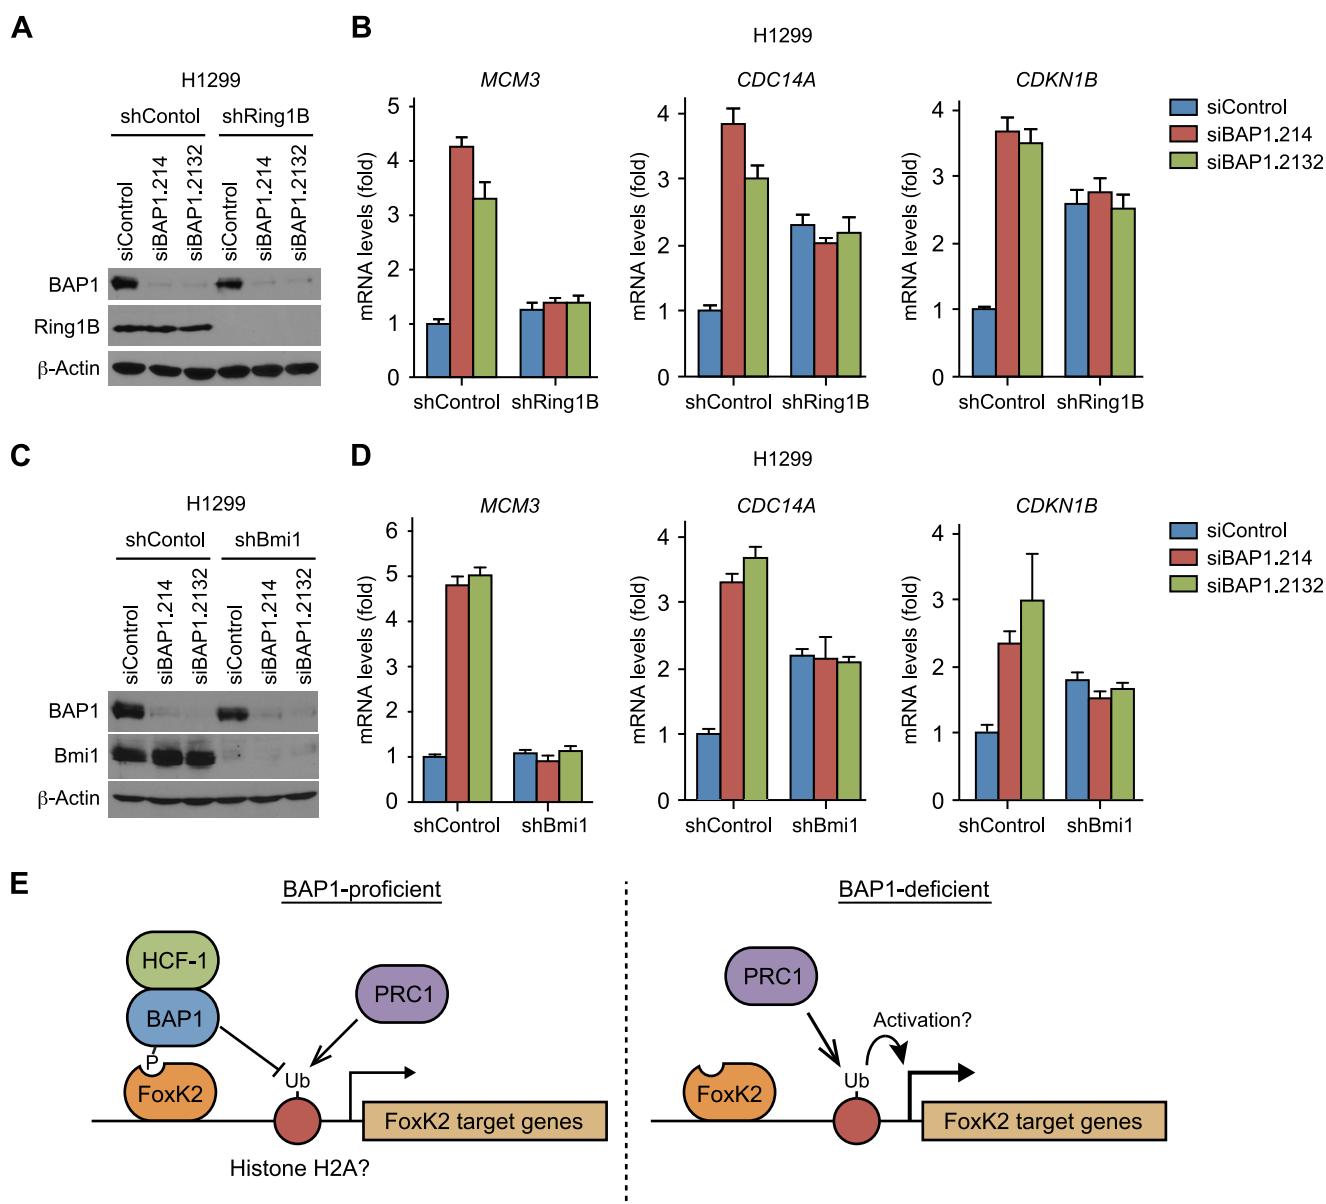 A
H1299
shContol shRing1B
siControl siBAP1.214 siBAP1.2132 siControl siBAP1.214 siBAP1.2132
BAP1
Ring1B
β-Actin
B
H1299
MCM3 CDC14A CDKN1B
mRNA levels (fold)
5
4
3
2
1
0
shControl shRing1B
mRNA levels (fold)
4
3
2
1
0
shControl shRing1B
mRNA levels (fold)
4
3
2
1
0
shControl shRing1B
siControl
siBAP1.214
siBAP1.2132
C
H1299
shContol shBmi1
siControl siBAP1.214 siBAP1.2132 siControl siBAP1.214 siBAP1.2132
BAP1
Bmi1
β-Actin
D
H1299
MCM3 CDC14A CDKN1B
mRNA levels (fold)
6
5
4
3
2
1
0
shControl shBmi1
mRNA levels (fold)
4
3
2
1
0
shControl shBmi1
mRNA levels (fold)
4
3
2
1
0
shControl shBmi1
siControl
siBAP1.214
siBAP1.2132
E
BAP1-proficient
HCF-1
BAP1
P
FoxK2
PRC1
Ub
FoxK2 target genes
Histone H2A?
BAP1-deficient
PRC1
Activation?
Ub
FoxK2
FoxK2 target genes